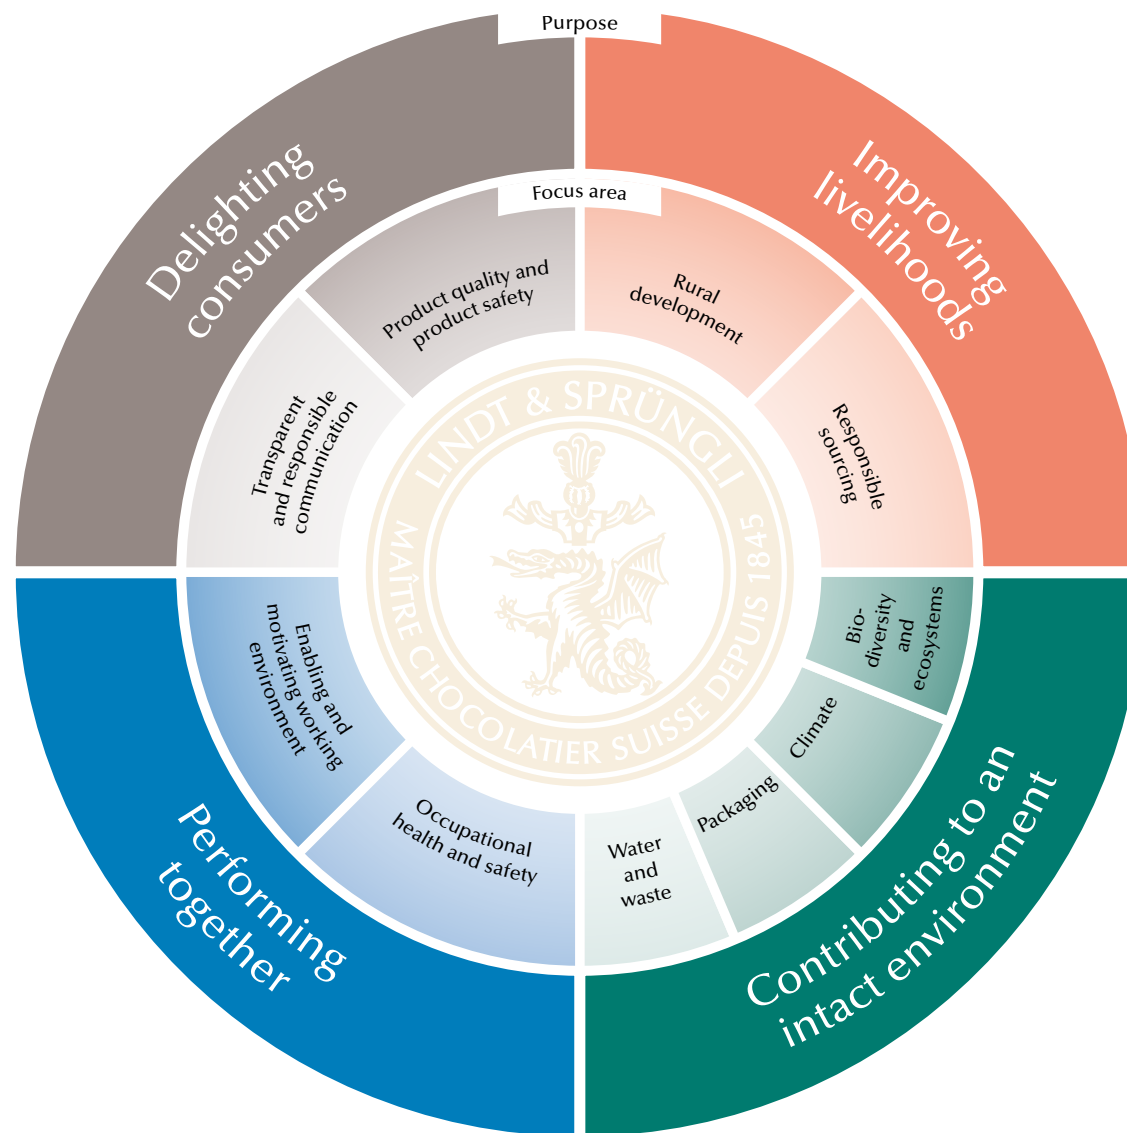 Purpose
Delighting
consumers
Improving
livelihoods
Focus area
Product quality and
product safety
Rural
development
Transparent
and responsible
communication
Responsible
sourcing
LINDT & SPRÜNGLI
MAÎTRE CHOCOLATIER SUISSE DEPUIS 1845
Enabling and
motivating working
environment
Occupational
health and safety
Bio-
diversity
and
ecosystems
Climate
Packaging
Water
and
waste
Performing
together
Contributing to an
intact environment